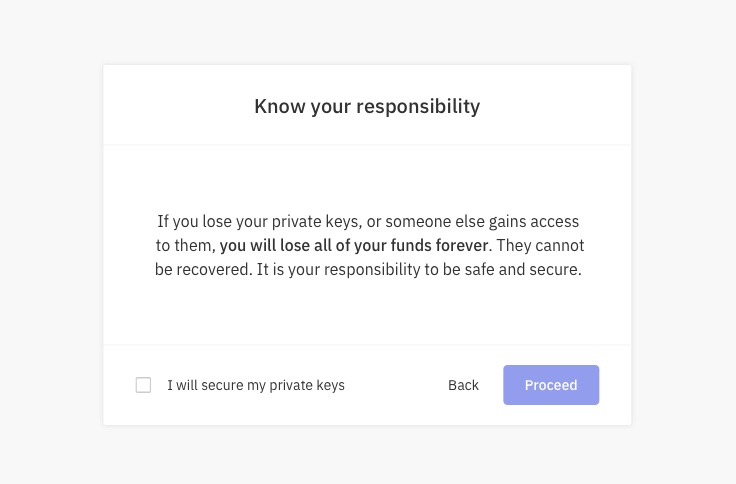 Know your responsibility
If you lose your private keys, or someone else gains access
to them, you will lose all of your funds forever. They cannot
be recovered. It is your responsibility to be safe and secure.
I will secure my private keys
Back
Proceed